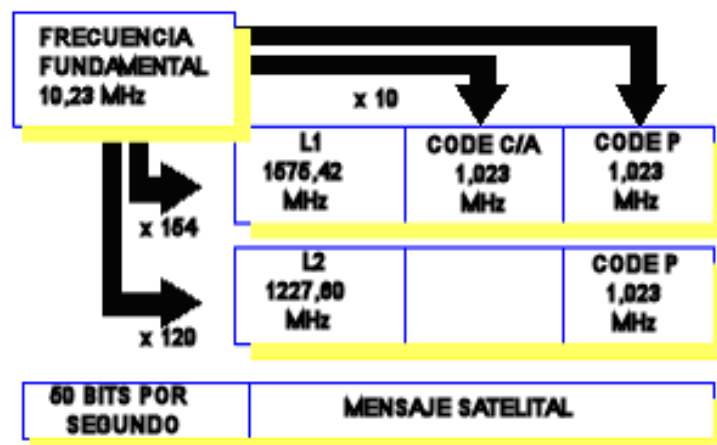 FRECUENCIA
FUNDAMENTAL
10,23 MHz
x 10
L1
1575,42
MHz
CODE C/A
1,023
MHz
CODE P
1,023
MHz
x 154
L2
1227,60
MHz
CODE P
1,023
MHz
x 120
50 BITS POR
SEGUNDO
MENSAJE SATELITAL